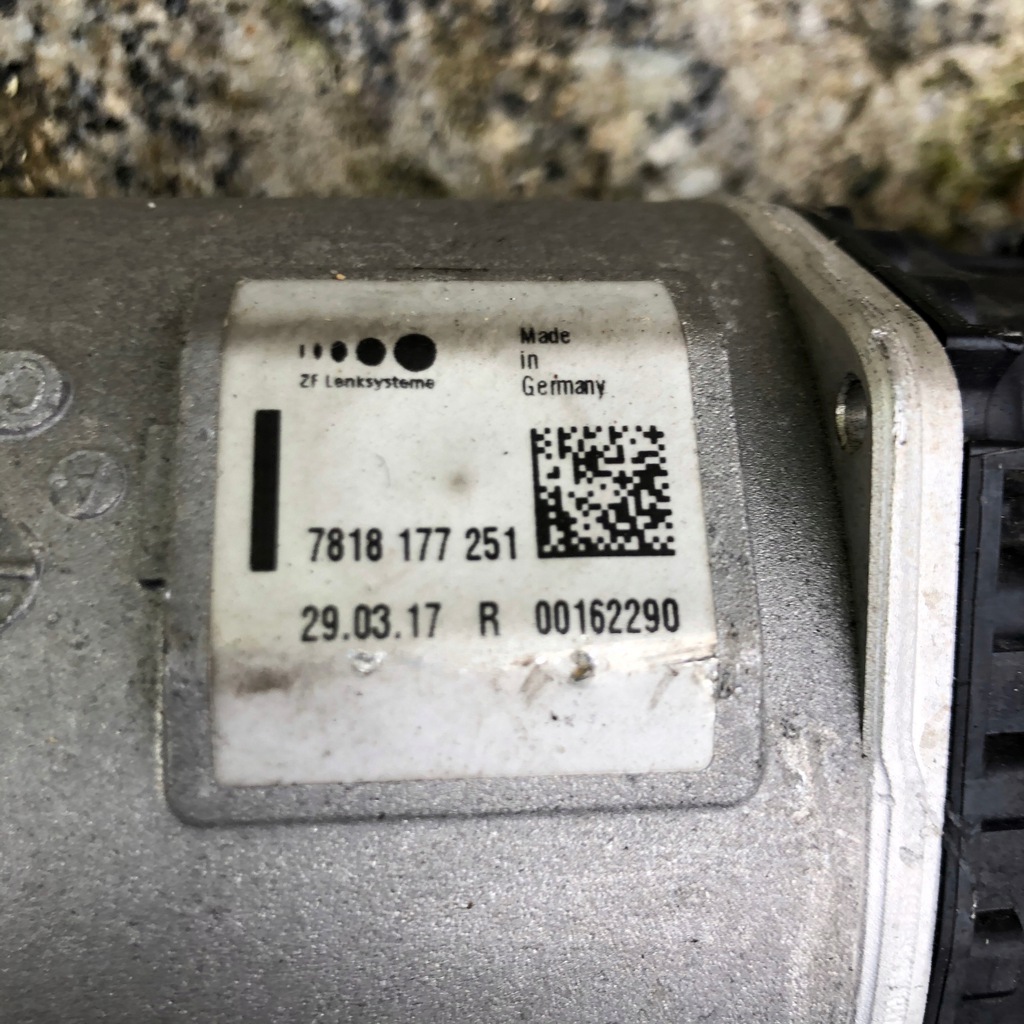 ZF Lenksysteme
Made
in
Germany
7818 177 251
29.03.17 R 00162290